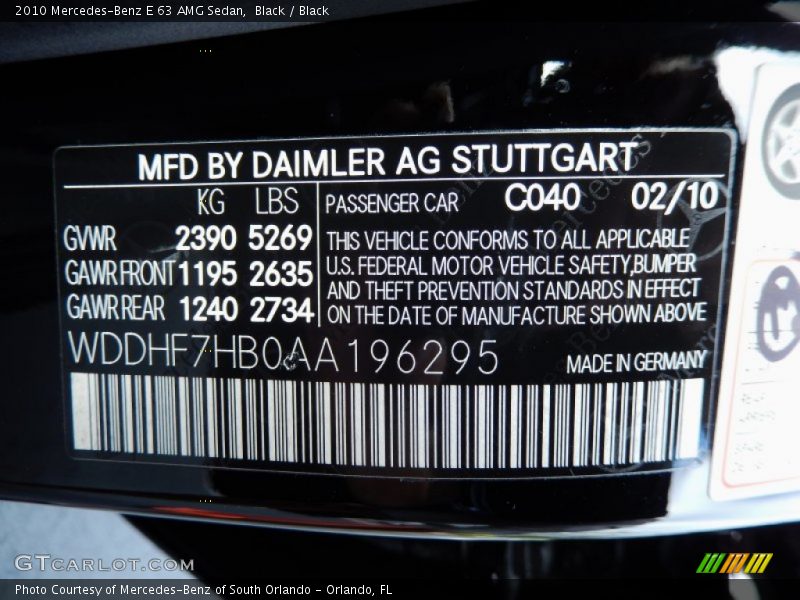 2010 Mercedes-Benz E 63 AMG Sedan,  Black / Black
MFD BY DAIMLER AG STUTTGART
KG LBS
GVWR 2390 5269
GAWR FRONT 1195 2635
GAWR REAR 1240 2734
PASSENGER CAR C040 02/10
THIS VEHICLE CONFORMS TO ALL APPLICABLE
U.S. FEDERAL MOTOR VEHICLE SAFETY,BUMPER
AND THEFT PREVENTION STANDARDS IN EFFECT
ON THE DATE OF MANUFACTURE SHOWN ABOVE
WDDHF7HB0AA196295
MADE IN GERMANY
GTCARLOT.COM
Photo Courtesy of Mercedes-Benz of South Orlando - Orlando, FL